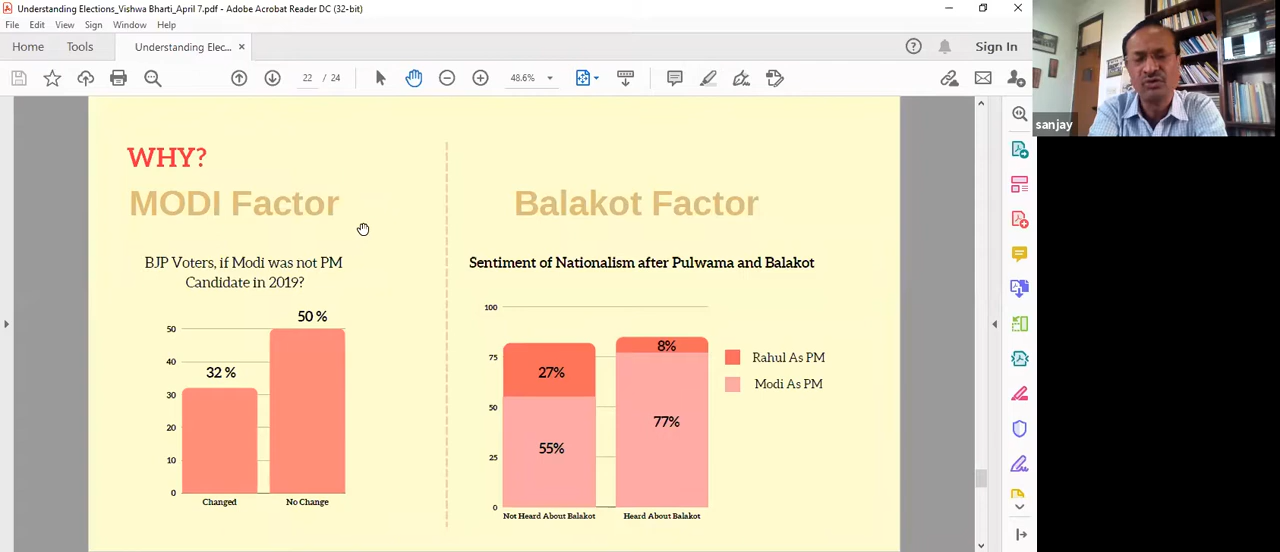 Understanding Elections_Vishwa Bharti_April 7.pdf - Adobe Acrobat Reader DC (32-bit)
File Edit View Sign Window Help
Home Tools Understanding Elec... × Sign In
22 / 24 48.6%
sanjay
WHY?
MODI Factor
BJP Voters, if Modi was not PM
Candidate in 2019?
50 %
50
40
32 %
30
20
10
0
Changed No Change
Balakot Factor
Sentiment of Nationalism after Pulwama and Balakot
100
8%
Rahul As PM
75
27%
Modi As PM
50
77%
55%
25
0
Not Heard About Balakot Heard About Balakot